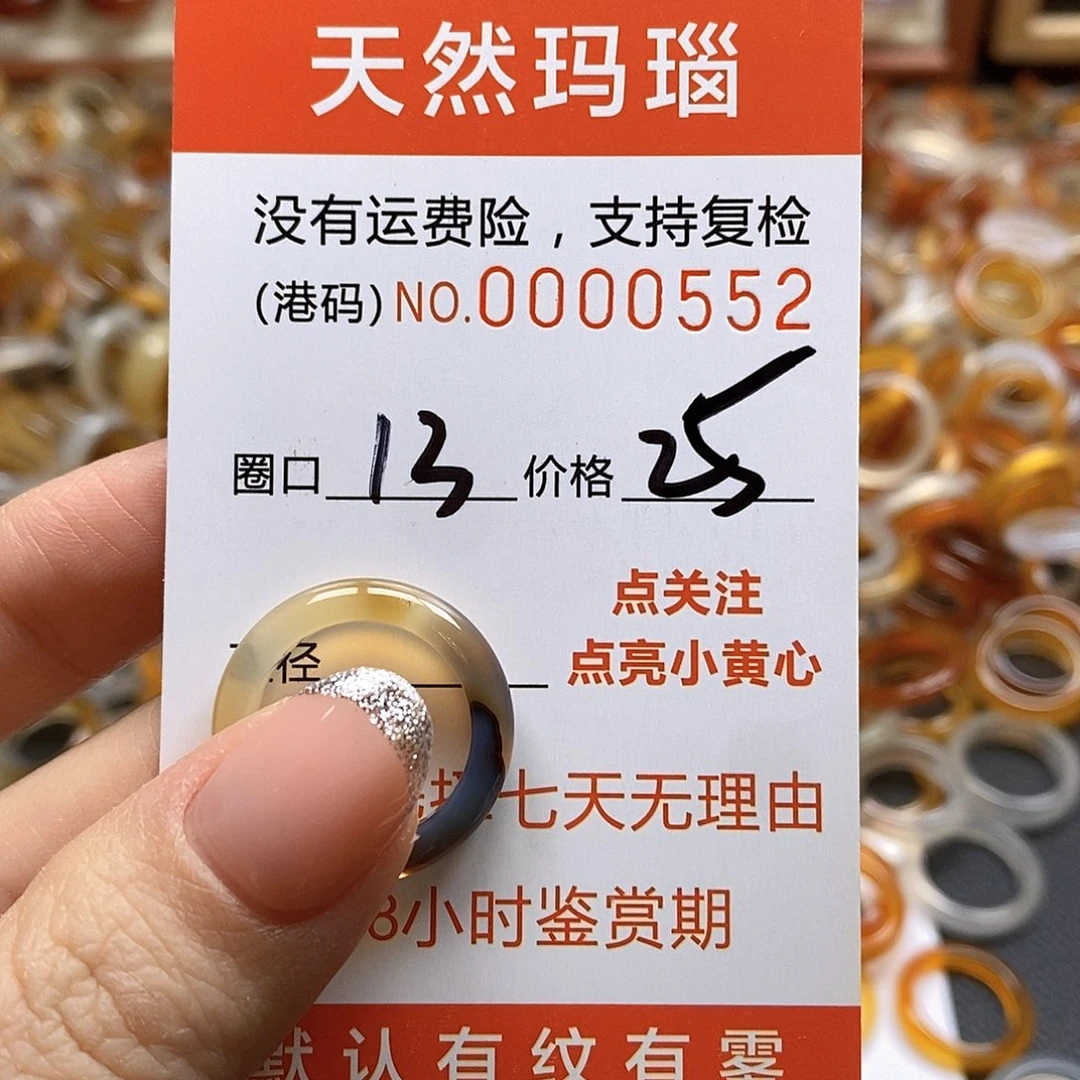 天然玛瑙
没有运费险，支持复检
(港码) NO.0000552
圈口 13 价格 25
点关注
径 点亮小黄心
七天无理由
8小时鉴赏期
默认有纹有零